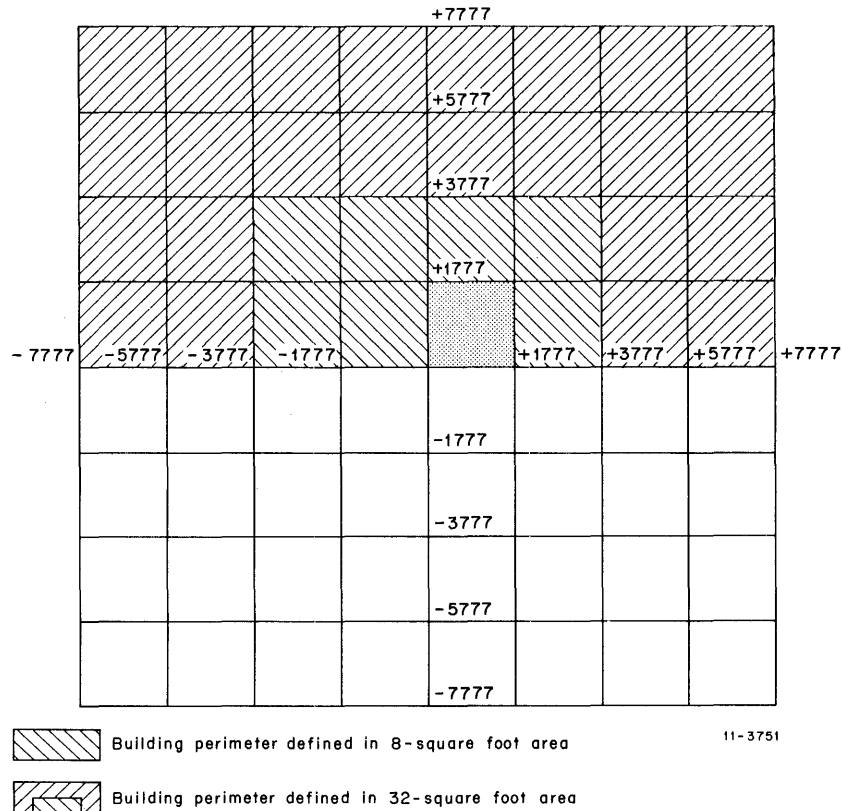 +7777
+5777
+3777
+1777
- 7777 -5777 -3777 -1777 +1777 +3777 +5777 +7777
-1777
-3777
-5777
-7777
Building perimeter defined in 8-square foot area 11-3751
Building perimeter defined in 32-square foot area